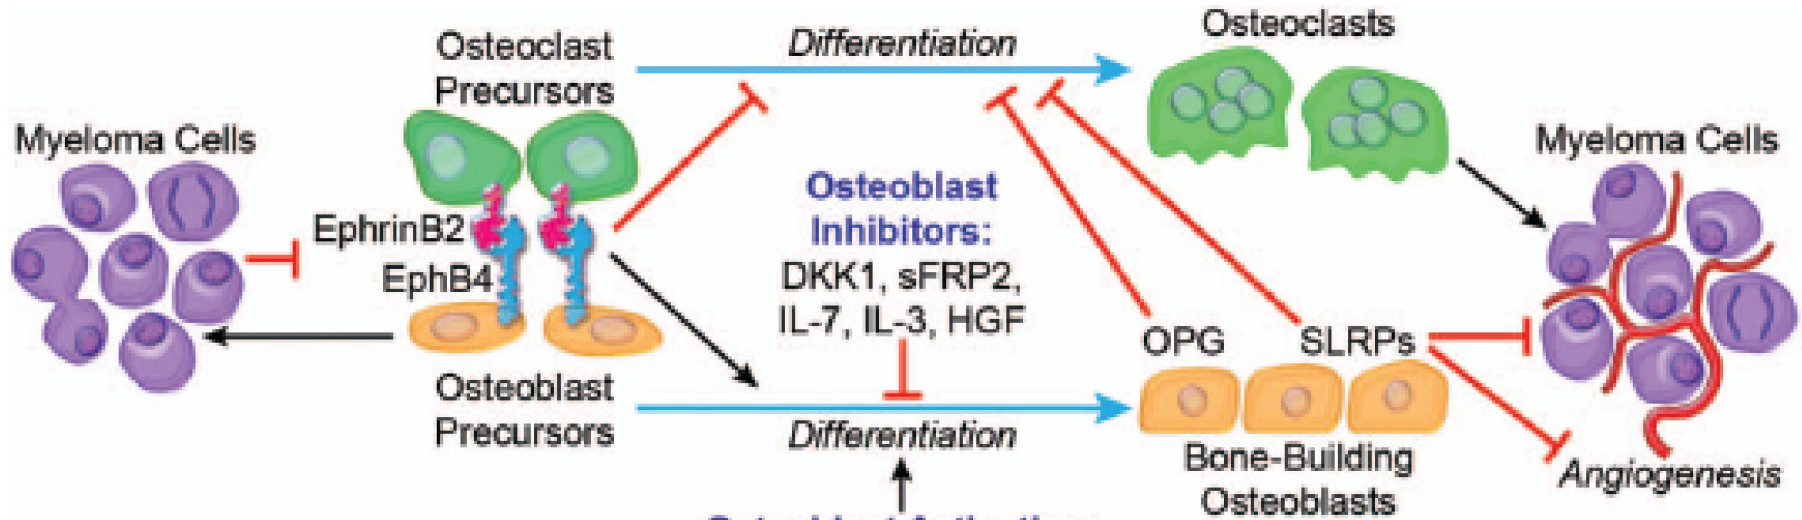 Osteoclast
Precursors
Differentiation
Osteoclasts
Myeloma Cells
Myeloma Cells
EphrinB2
EphB4
Osteoblast
Inhibitors:
DKK1, sFRP2,
IL-7, IL-3, HGF
OPG
SLRPs
Osteoblast
Precursors
Differentiation
Bone-Building
Osteoblasts
Angiogenesis